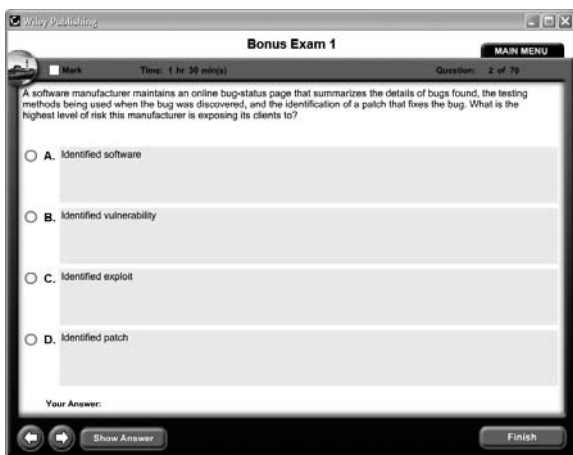 Wiley Publishing
Bonus Exam 1
MAIN MENU
Mark
Time: 1 hr 30 min(s)
Question: 2 of 70
A software manufacturer maintains an online bug-status page that summarizes the details of bugs found, the testing
methods being used when the bug was discovered, and the identification of a patch that fixes the bug. What is the
highest level of risk this manufacturer is exposing its clients to?
A. Identified software
B. Identified vulnerability
C. Identified exploit
D. Identified patch
Your Answer:
Show Answer
Finish